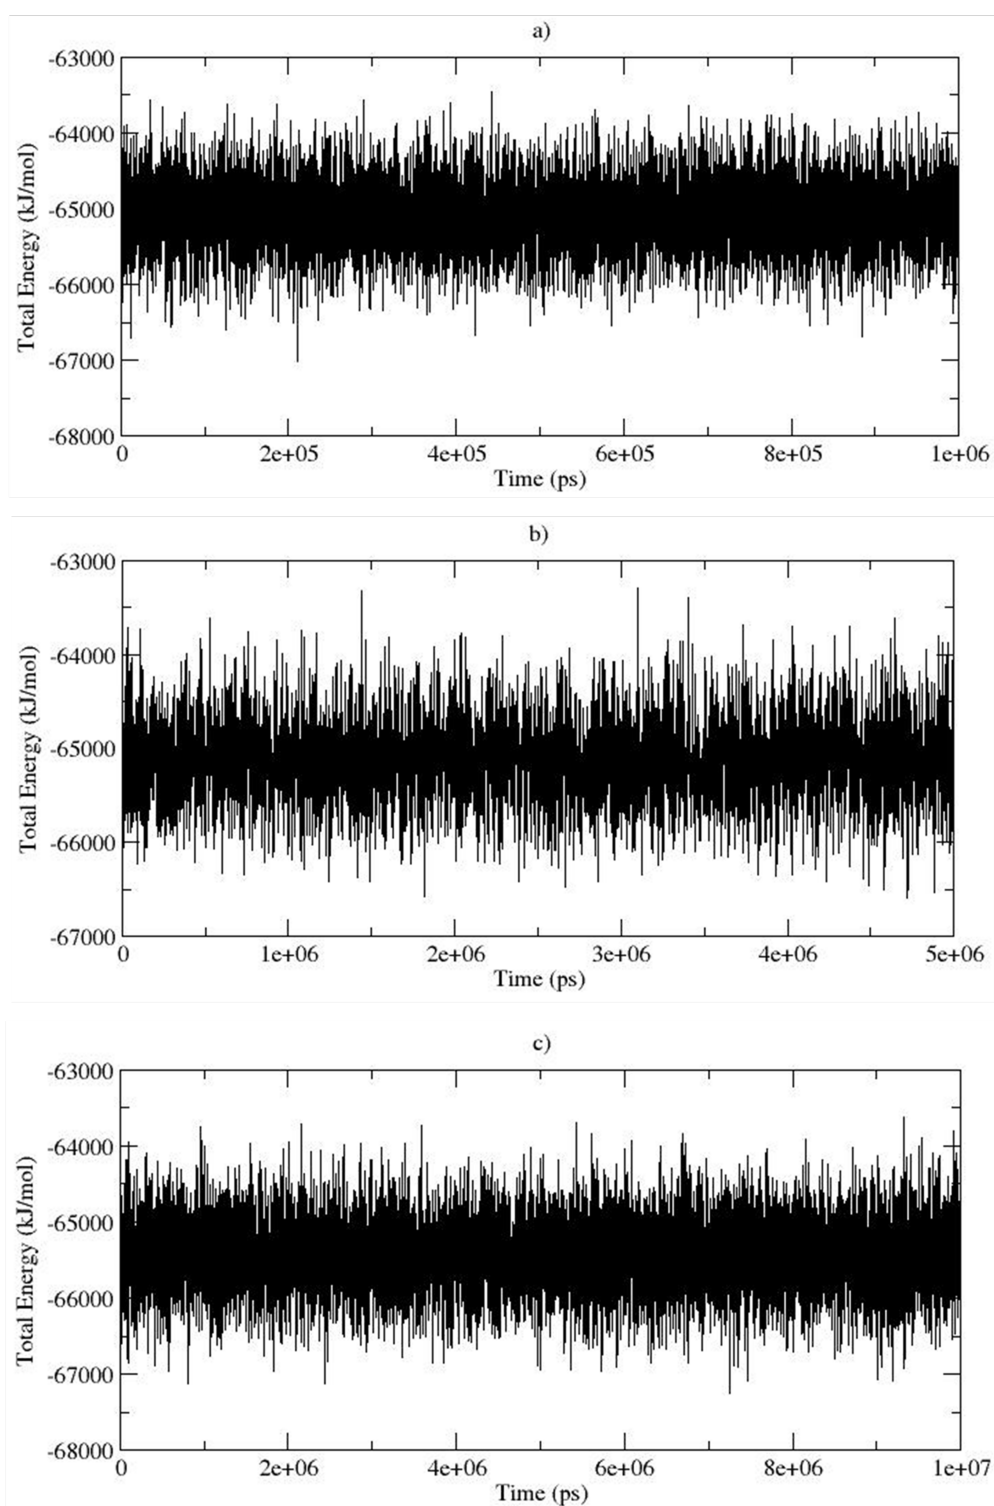 a)
-63000
-64000
-65000
-66000
-67000
-68000
Total Energy (kJ/mol)
0 2e+05 4e+05 6e+05 8e+05 1e+06
Time (ps)
b)
-63000
-64000
-65000
-66000
-67000
Total Energy (kJ/mol)
0 1e+06 2e+06 3e+06 4e+06 5e+06
Time (ps)
c)
-63000
-64000
-65000
-66000
-67000
-68000
Total Energy (kJ/mol)
0 2e+06 4e+06 6e+06 8e+06 1e+07
Time (ps)